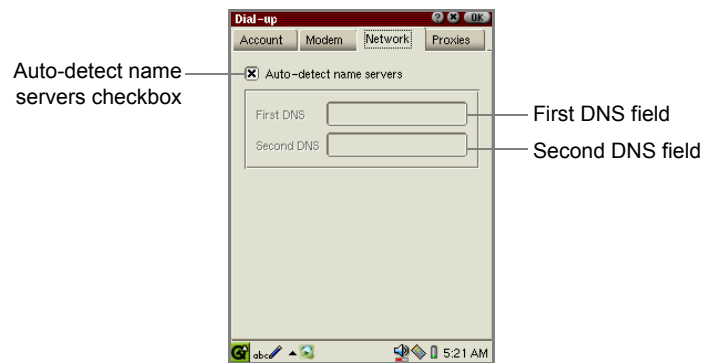 Dial-up ? OK
Account Modem Network Proxies
Auto-detect name servers checkbox
Auto-detect name servers
First DNS
First DNS field
Second DNS
Second DNS field
abc 5:21 AM